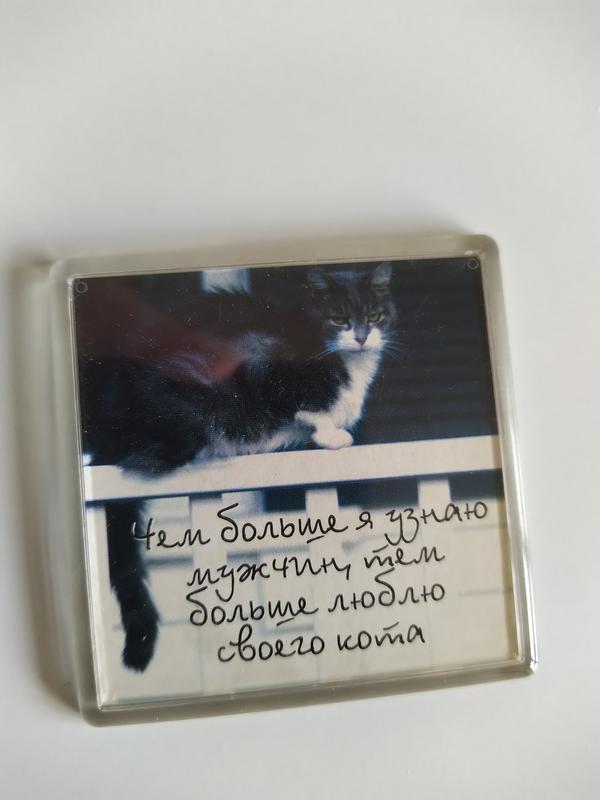 Чем больше я узнаю
мужчин, тем
больше люблю
своего кота